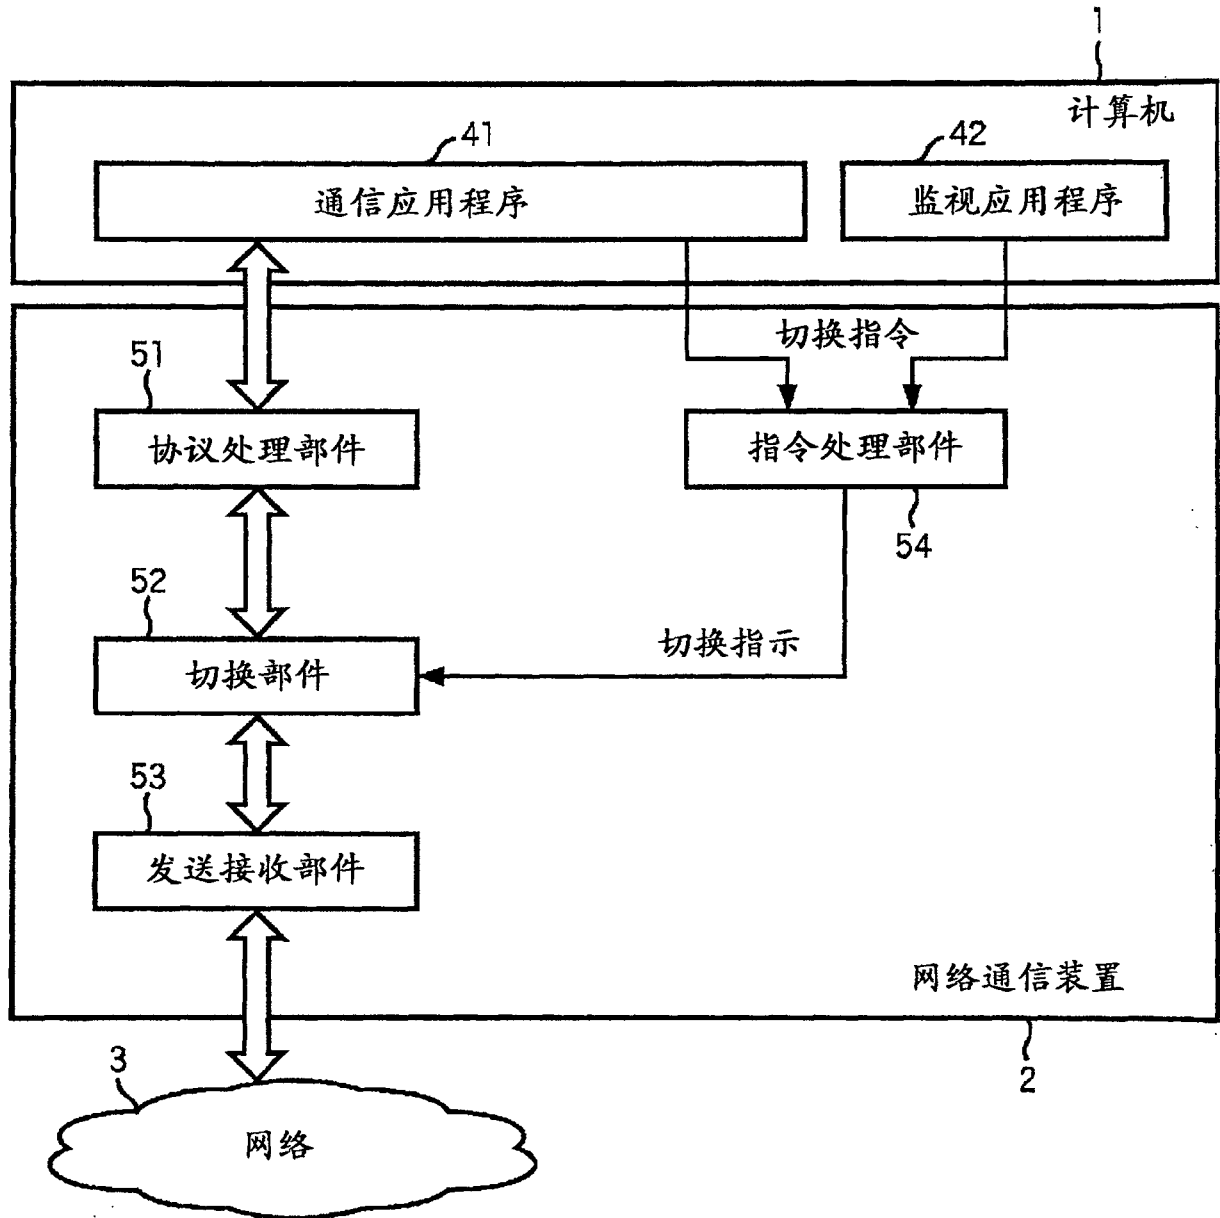 1
计算机
41
42
通信应用程序
监视应用程序
切换指令
51
协议处理部件
指令处理部件
54
52
切换指示
切换部件
53
发送接收部件
网络通信装置
2
3
网络